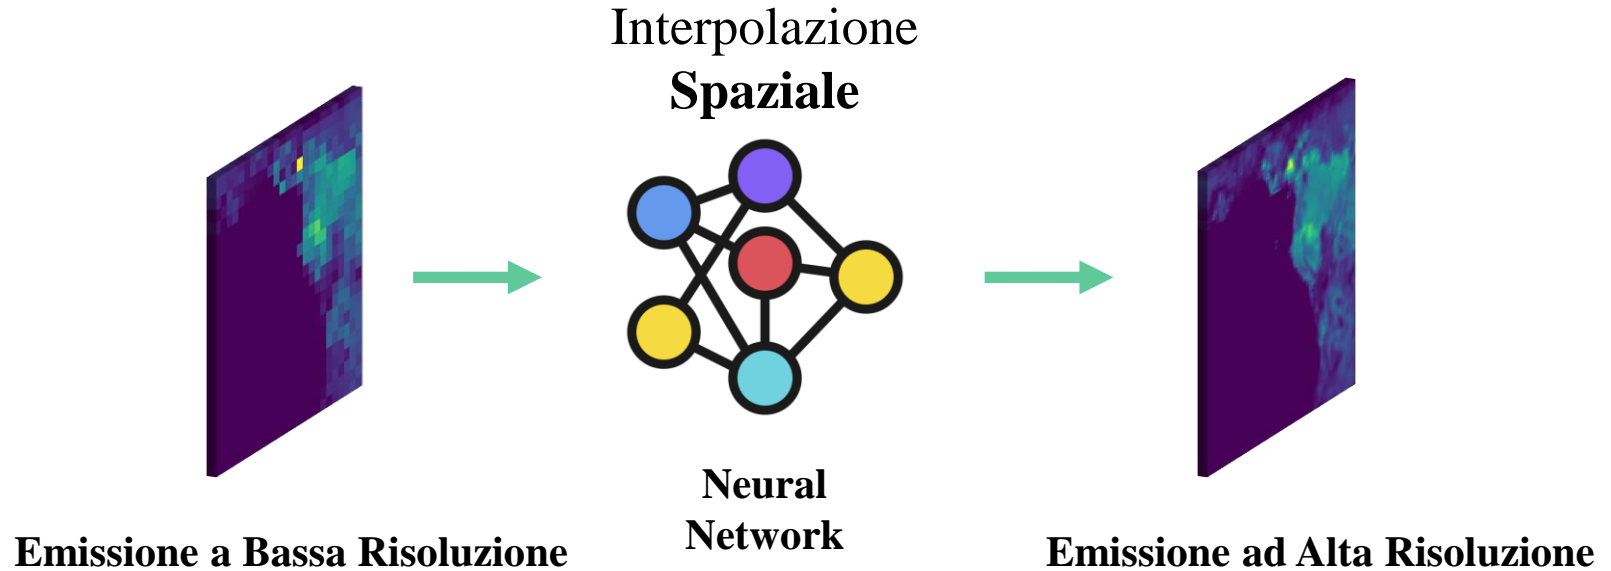 Interpolazione
Spaziale
Neural
Network
Emissione a Bassa Risoluzione
Emissione ad Alta Risoluzione